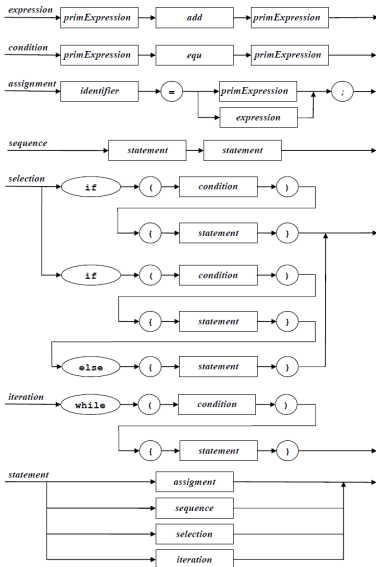 expression primExpression add primExpression
condition primExpression equ primExpression
assignment identifier = primExpression ;
expression
sequence statement statement
selection if ( condition )
{ statement }
if ( condition )
{ statement }
else { statement }
iteration while ( condition )
{ statement }
statement
assigment
sequence
selection
iteration